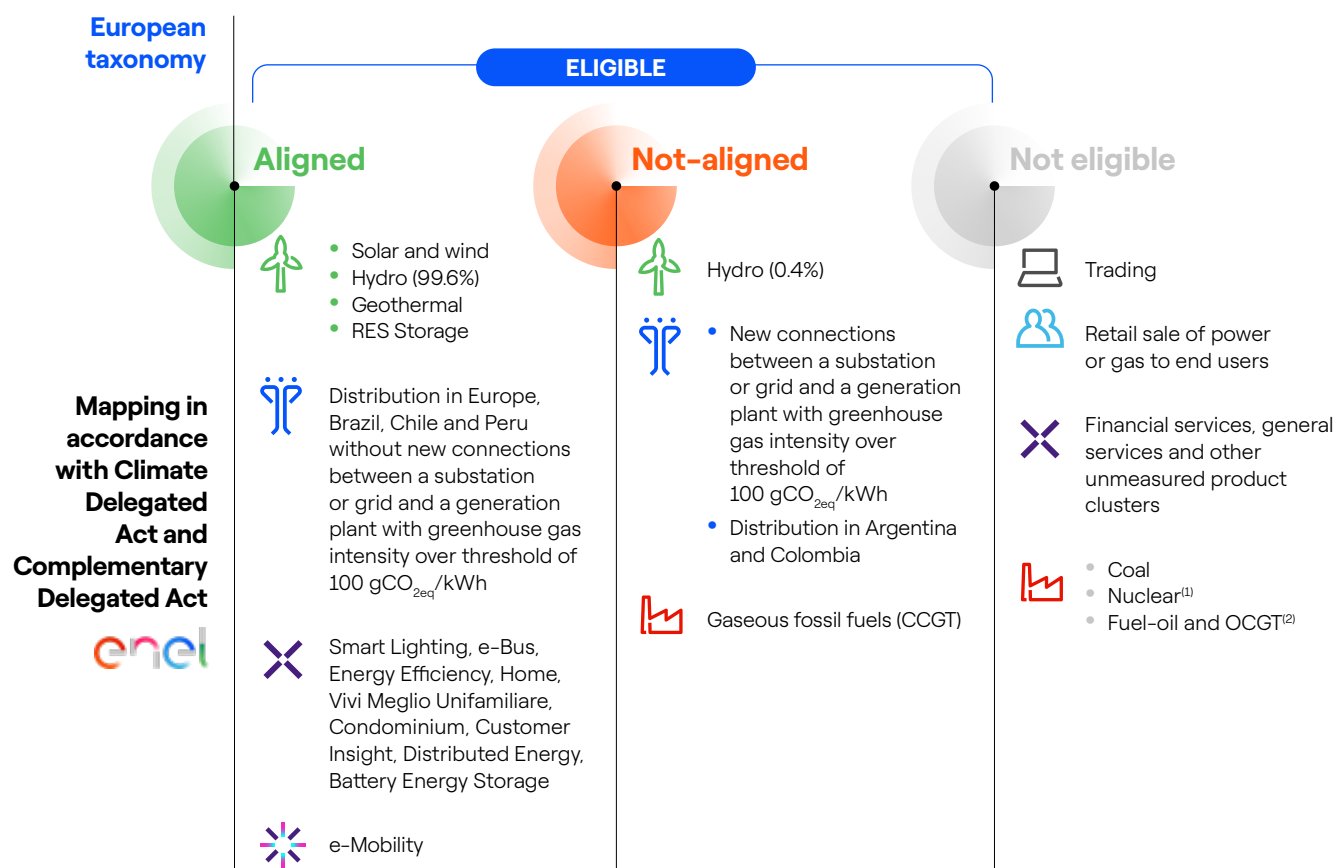 European
taxonomy
ELIGIBLE
Aligned
Not-aligned
Not eligible
Mapping in
accordance
with Climate
Delegated
Act and
Complementary
Delegated Act
enel
• Solar and wind
• Hydro (99.6%)
• Geothermal
• RES Storage
Distribution in Europe,
Brazil, Chile and Peru
without new connections
between a substation
or grid and a generation
plant with greenhouse gas
intensity over threshold of
100 gCO2eq/kWh
Smart Lighting, e-Bus,
Energy Efficiency, Home,
Vivi Meglio Unifamiliare,
Condominium, Customer
Insight, Distributed Energy,
Battery Energy Storage
e-Mobility
Hydro (0.4%)
• New connections
between a substation
or grid and a generation
plant with greenhouse
gas intensity over
threshold of
100 gCO2eq/kWh
• Distribution in Argentina
and Colombia
Gaseous fossil fuels (CCGT)
Trading
Retail sale of power
or gas to end users
Financial services, general
services and other
unmeasured product
clusters
• Coal
• Nuclear(1)
• Fuel-oil and OCGT(2)